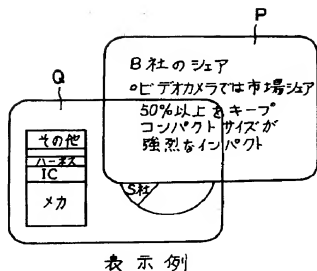 P
B社のシェア
○ビデオカメラでは市場シェア
50%以上をキープ
コンパクトサイズが
強烈なインパクト
Q
その他
ハーネス
IC
メカ
S社
表示例